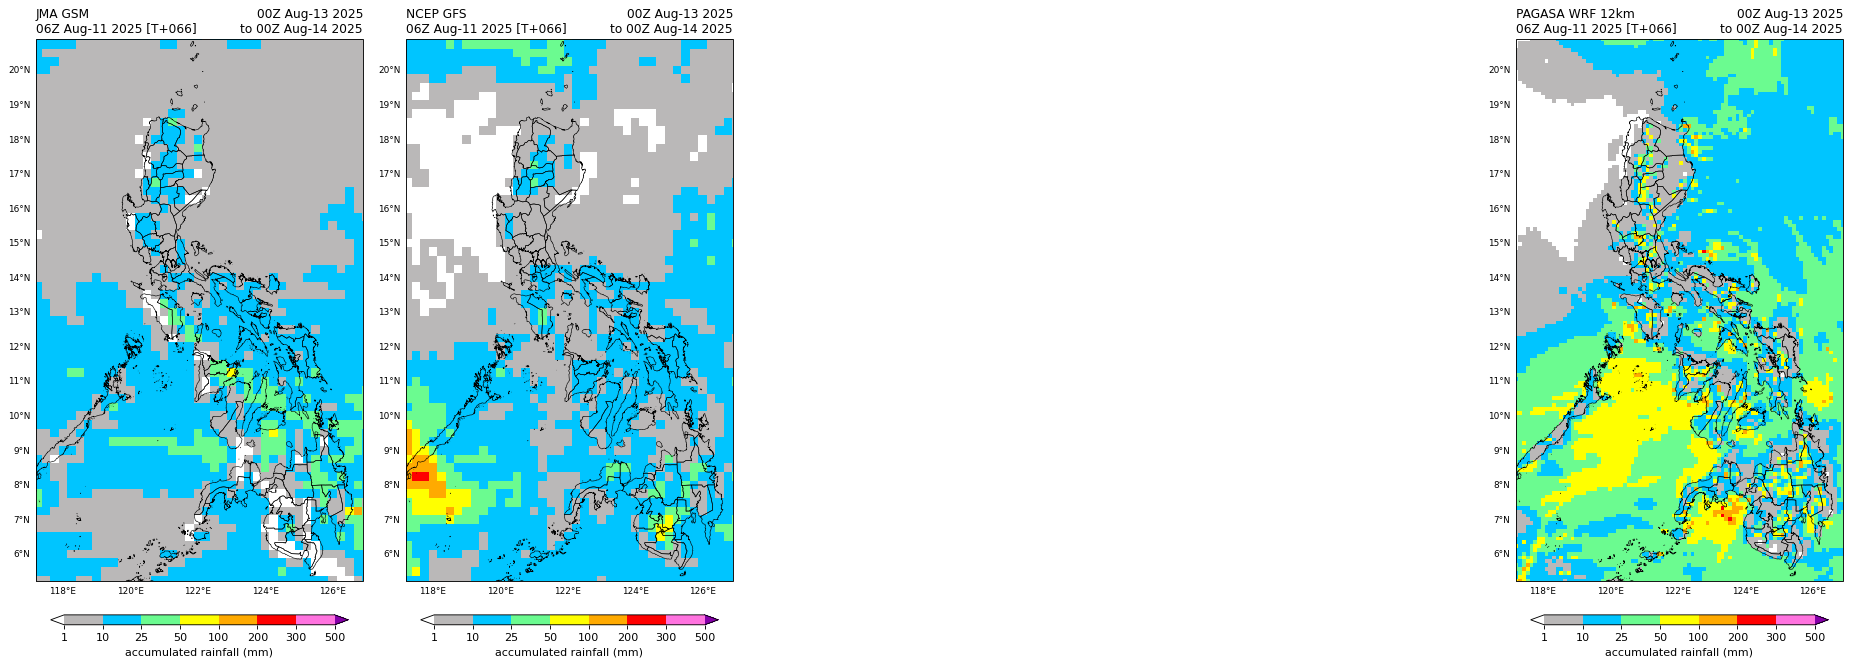 JMA GSM 00Z Aug-13 2025
06Z Aug-11 2025 [T+066] to 00Z Aug-14 2025
20°N
19°N
18°N
17°N
16°N
15°N
14°N
13°N
12°N
11°N
10°N
9°N
8°N
7°N
6°N
118°E 120°E 122°E 124°E 126°E
1 10 25 50 100 200 300 500
accumulated rainfall (mm)
NCEP GFS 00Z Aug-13 2025
06Z Aug-11 2025 [T+066] to 00Z Aug-14 2025
20°N
19°N
18°N
17°N
16°N
15°N
14°N
13°N
12°N
11°N
10°N
9°N
8°N
7°N
6°N
118°E 120°E 122°E 124°E 126°E
1 10 25 50 100 200 300 500
accumulated rainfall (mm)
PAGASA WRF 12km 00Z Aug-13 2025
06Z Aug-11 2025 [T+066] to 00Z Aug-14 2025
20°N
19°N
18°N
17°N
16°N
15°N
14°N
13°N
12°N
11°N
10°N
9°N
8°N
7°N
6°N
118°E 120°E 122°E 124°E 126°E
1 10 25 50 100 200 300 500
accumulated rainfall (mm)